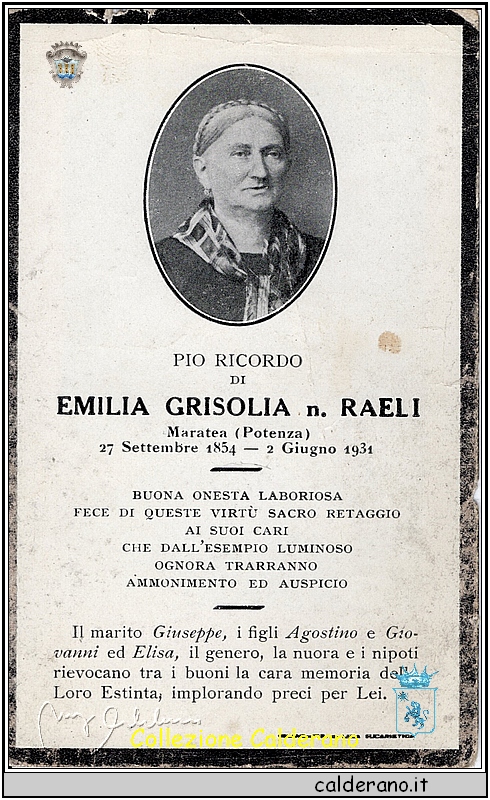 PIO RICORDO
DI
EMILIA GRISOLIA n. RAELI
Maratea (Potenza)
27 Settembre 1854 — 2 Giugno 1931
BUONA ONESTA LABORIOSA
FECE DI QUESTE VIRTÙ SACRO RETAGGIO
AI SUOI CARI
CHE DALL'ESEMPIO LUMINOSO
OGNORA TRARRANNO
AMMONIMENTO ED AUSPICIO
Il marito Giuseppe, i figli Agostino e Gio-
vanni ed Elisa, il genero, la nuora e i nipoti
rievocano tra i buoni la cara memoria della
Loro Estinta, implorando preci per Lei.
Collezione Calderano
calderano.it